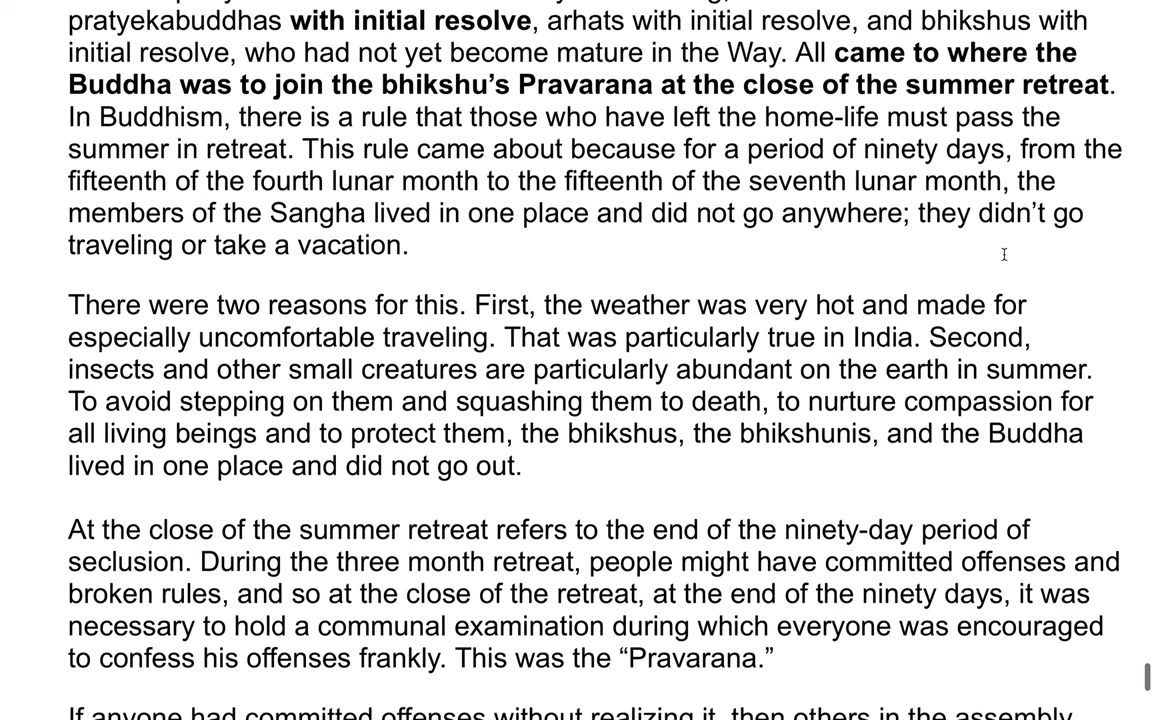 pratyekabuddhas with initial resolve, arhats with initial resolve, and bhikshus with
initial resolve, who had not yet become mature in the Way. All came to where the
Buddha was to join the bhikshu’s Pravarana at the close of the summer retreat.
In Buddhism, there is a rule that those who have left the home-life must pass the
summer in retreat. This rule came about because for a period of ninety days, from the
fifteenth of the fourth lunar month to the fifteenth of the seventh lunar month, the
members of the Sangha lived in one place and did not go anywhere; they didn’t go
traveling or take a vacation.
There were two reasons for this. First, the weather was very hot and made for
especially uncomfortable traveling. That was particularly true in India. Second,
insects and other small creatures are particularly abundant on the earth in summer.
To avoid stepping on them and squashing them to death, to nurture compassion for
all living beings and to protect them, the bhikshus, the bhikshunis, and the Buddha
lived in one place and did not go out.
At the close of the summer retreat refers to the end of the ninety-day period of
seclusion. During the three month retreat, people might have committed offenses and
broken rules, and so at the close of the retreat, at the end of the ninety days, it was
necessary to hold a communal examination during which everyone was encouraged
to confess his offenses frankly. This was the “Pravarana.”
If anyone had committed offenses without realizing it, then others in the assembly